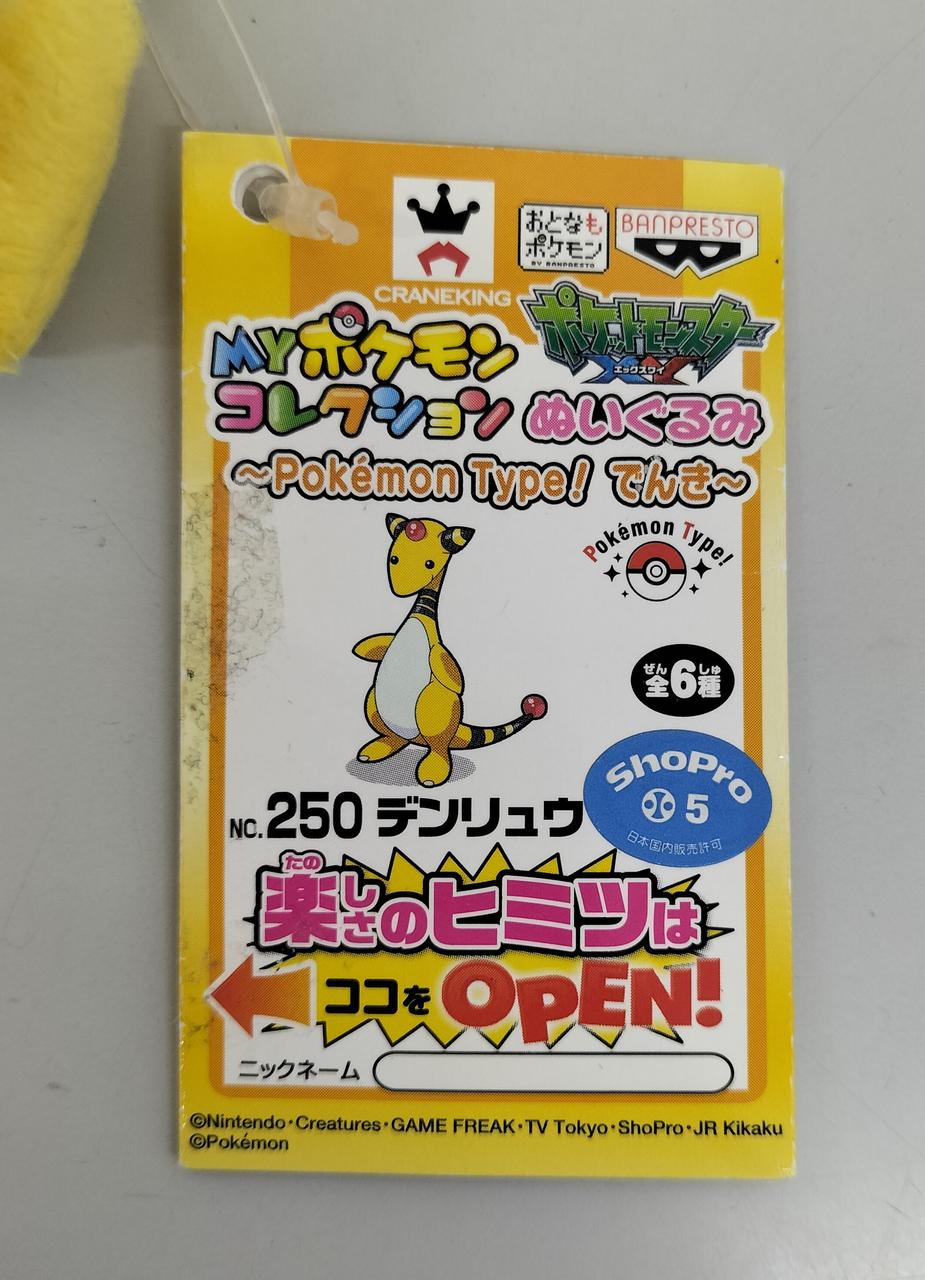 CRANEKING
おとなも
ポケモン
BY BANPRESTO
BANPRESTO
ポケットモンスター
XY
エックスワイ
MYポケモン
コレクション ぬいぐるみ
～Pokémon Type! でんき～
Pokémon Type!
ぜん しゅ
全6種
ShoPro
5
日本国内販売許可
NO.250 デンリュウ
たの
楽しさのヒミツは
ココを OPEN!
ニックネーム
©Nintendo・Creatures・GAME FREAK・TV Tokyo・ShoPro・JR Kikaku
©Pokémon